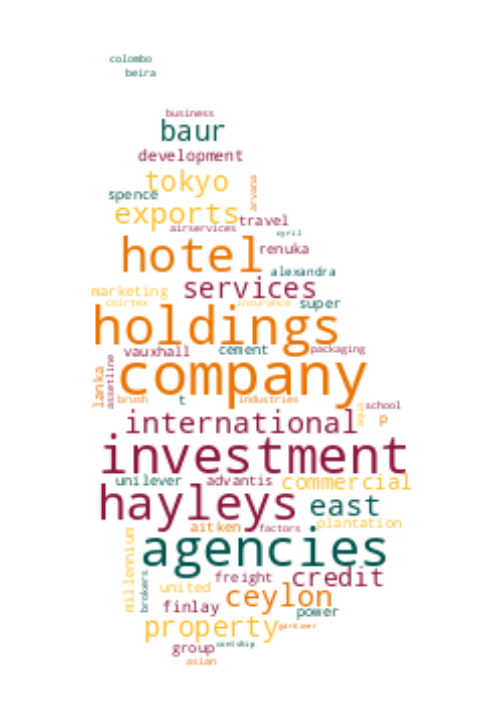 colombo
beira
business
baur
development
tokyo
arvana
spence
exports
travel
airservices
cyril
hotel
renuka
alexandra
services
marketing
coirtex
insurance
super
holdings
vauxhall
cement
packaging
company
lanka
assetline
brush
t
industries
school
international
aqua
p
investment
unilever
advantis
commercial
hayleys
east
aitken
factors
plantation
millennium
agencies
brokers
freight
credit
united
ceylon
finlay
power
property
gardiner
group
asian